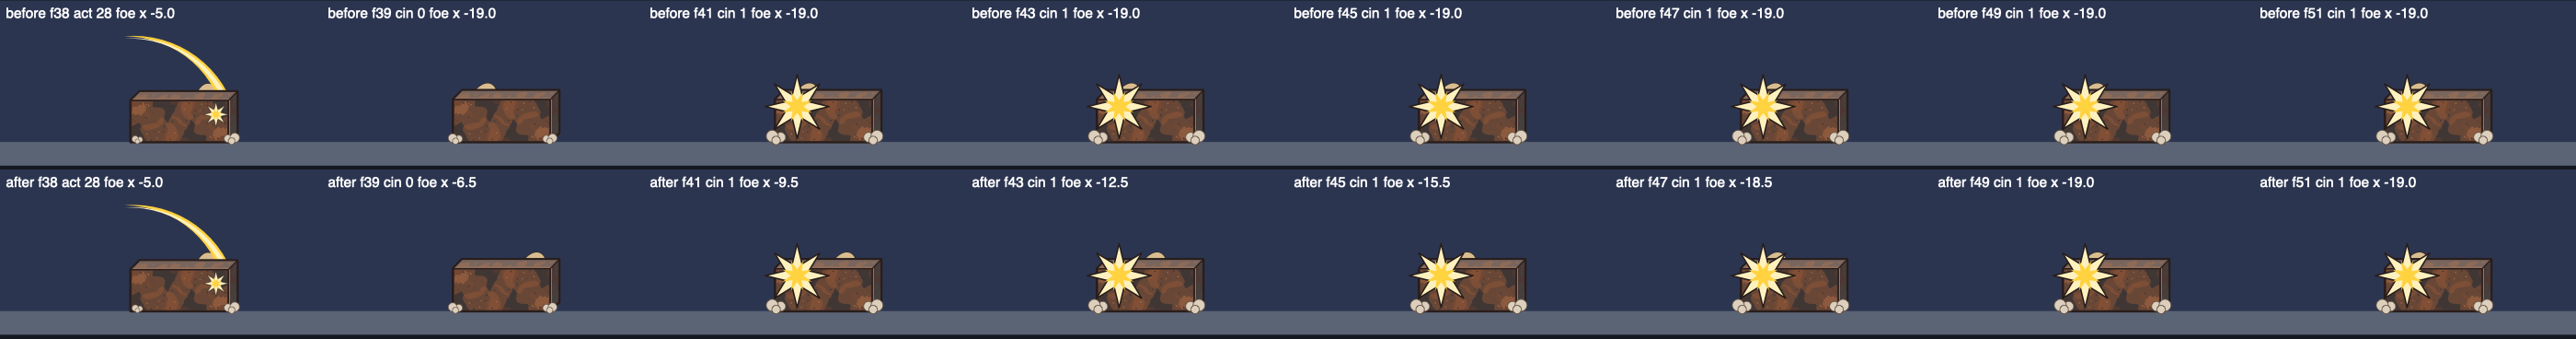 before f38 act 28 foe x -5.0
before f39 cin 0 foe x -19.0
before f41 cin 1 foe x -19.0
before f43 cin 1 foe x -19.0
before f45 cin 1 foe x -19.0
before f47 cin 1 foe x -19.0
before f49 cin 1 foe x -19.0
before f51 cin 1 foe x -19.0
after f38 act 28 foe x -5.0
after f39 cin 0 foe x -6.5
after f41 cin 1 foe x -9.5
after f43 cin 1 foe x -12.5
after f45 cin 1 foe x -15.5
after f47 cin 1 foe x -18.5
after f49 cin 1 foe x -19.0
after f51 cin 1 foe x -19.0